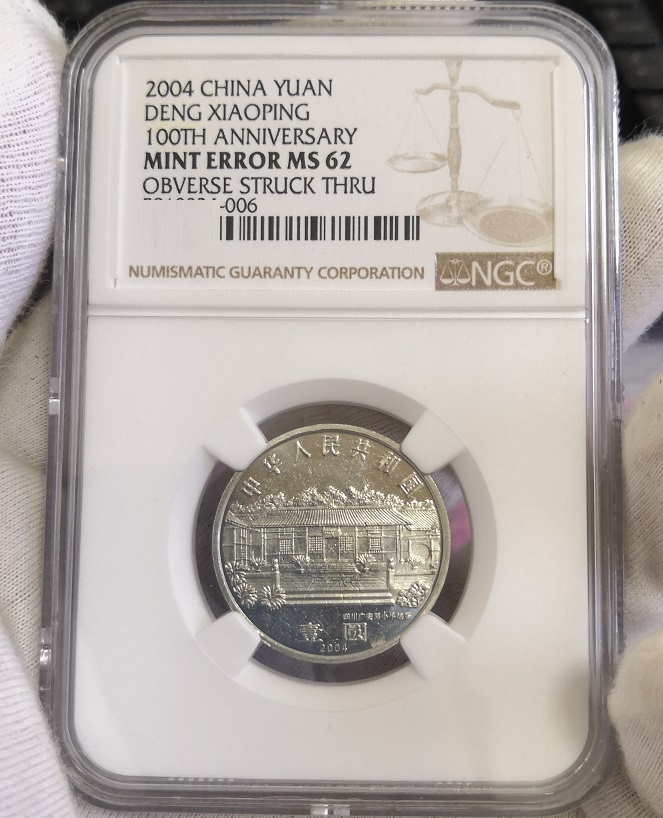 2004 CHINA YUAN
DENG XIAOPING
100TH ANNIVERSARY
MINT ERROR MS 62
OBVERSE STRUCK THRU
-006
NUMISMATIC GUARANTY CORPORATION
NGC®
中华人民共和国
壹圆
2004